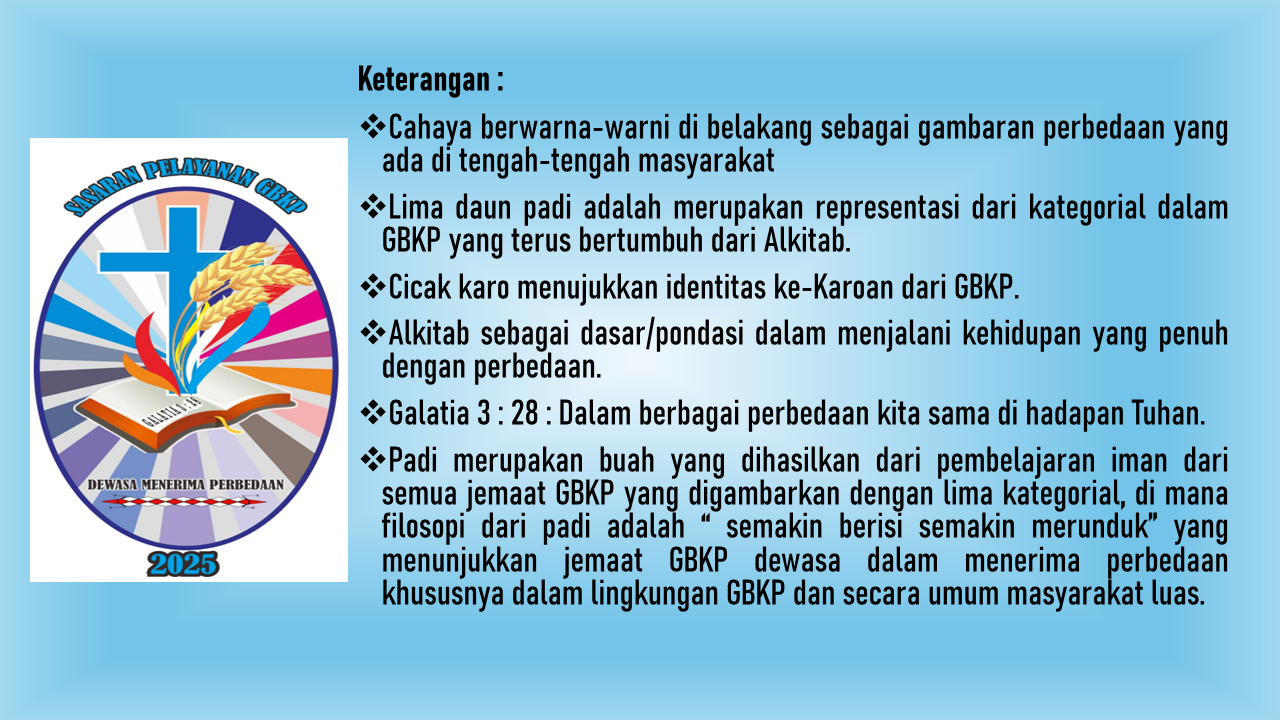 SASARAN PELAYANAN GBKP
GALATIA 3 : 28
DEWASA MENERIMA PERBEDAAN
2025
Keterangan :
❖Cahaya berwarna-warni di belakang sebagai gambaran perbedaan yang
ada di tengah-tengah masyarakat
❖Lima daun padi adalah merupakan representasi dari kategorial dalam
GBKP yang terus bertumbuh dari Alkitab.
❖Cicak karo menujukkan identitas ke-Karoan dari GBKP.
❖Alkitab sebagai dasar/pondasi dalam menjalani kehidupan yang penuh
dengan perbedaan.
❖Galatia 3 : 28 : Dalam berbagai perbedaan kita sama di hadapan Tuhan.
❖Padi merupakan buah yang dihasilkan dari pembelajaran iman dari
semua jemaat GBKP yang digambarkan dengan lima kategorial, di mana
filosopi dari padi adalah “ semakin berisi semakin merunduk” yang
menunjukkan jemaat GBKP dewasa dalam menerima perbedaan
khususnya dalam lingkungan GBKP dan secara umum masyarakat luas.